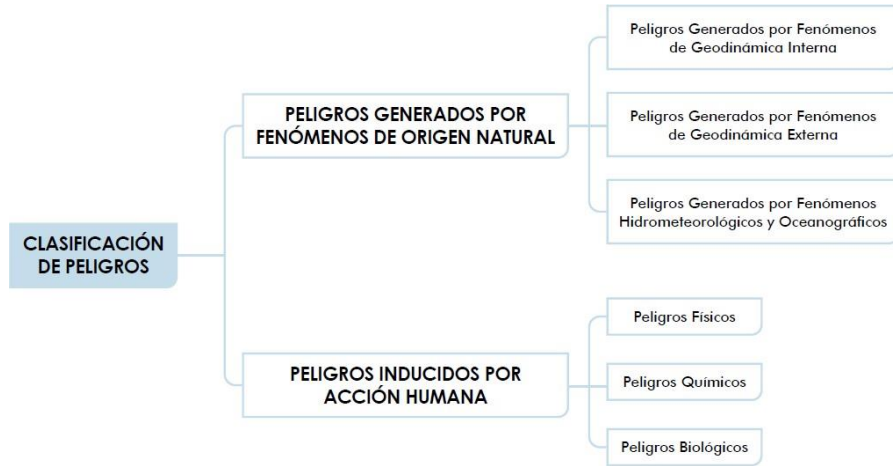 CLASIFICACIÓN
DE PELIGROS
PELIGROS GENERADOS POR
FENÓMENOS DE ORIGEN NATURAL
Peligros Generados por Fenómenos
de Geodinámica Interna
Peligros Generados por Fenómenos
de Geodinámica Externa
Peligros Generados por Fenómenos
Hidrometeorológicos y Oceanográficos
PELIGROS INDUCIDOS POR
ACCIÓN HUMANA
Peligros Físicos
Peligros Químicos
Peligros Biológicos